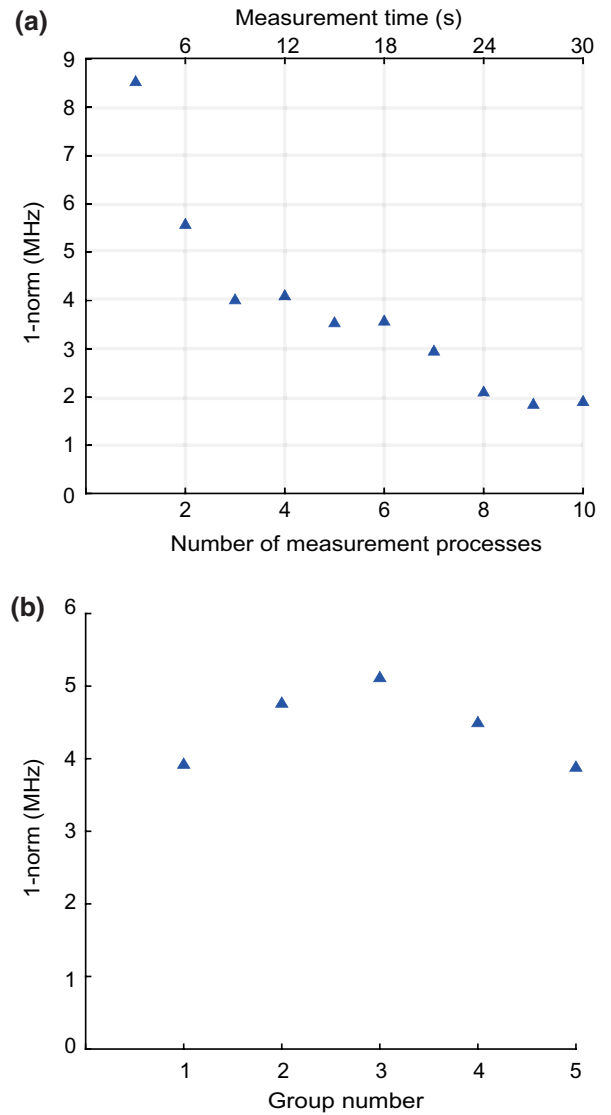 (a)
Measurement time (s)
6 12 18 24 30
9
8
7
6
5
4
3
2
1
0
1-norm (MHz)
2 4 6 8 10
Number of measurement processes
(b)
6
5
4
3
2
1
0
1-norm (MHz)
1 2 3 4 5
Group number